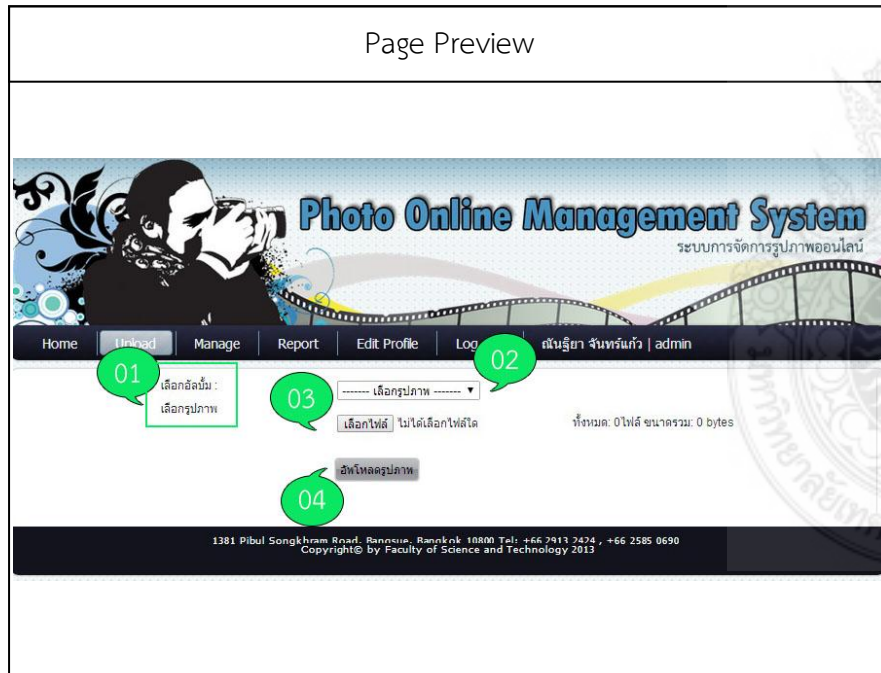 Page Preview
Photo Online Management System
ระบบการจัดการรูปภาพออนไลน์
Home Upload Manage Report Edit Profile Log ณันฐิยา จันทร์แก้ว | admin
01
02
เลือกอัลบั้ม :
------- เลือกรูปภาพ ------- ▼
03
เลือกรูปภาพ
เลือกไฟล์ ไม่ได้เลือกไฟล์ใด
ทั้งหมด: 0ไฟล์ ขนาดรวม: 0 bytes
อัพโหลดรูปภาพ
04
1381 Pibul Songkhram Road, Bangsue, Bangkok 10800 Tel: +66 2913 2424 , +66 2585 0690
Copyright© by Faculty of Science and Technology 2013